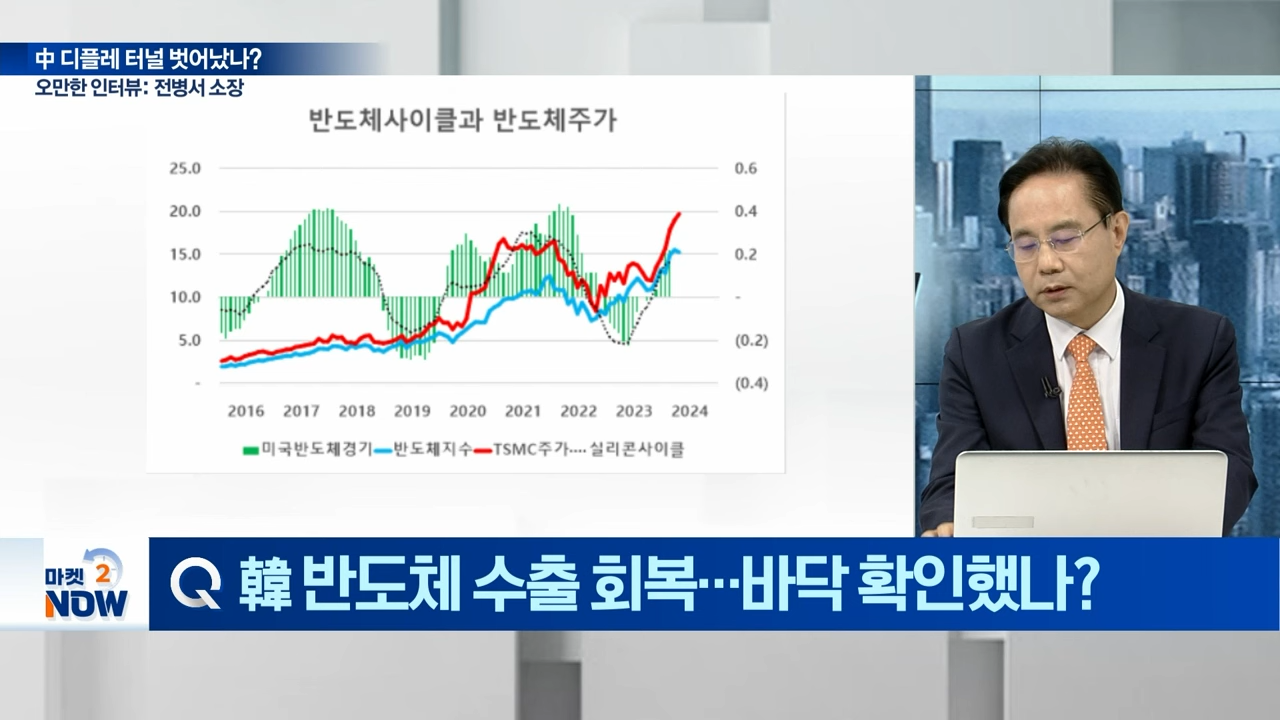 中 디플레 터널 벗어났나?
오만한 인터뷰: 전병서 소장
반도체사이클과 반도체주가
25.0
20.0
15.0
10.0
5.0
-
0.6
0.4
0.2
-
(0.2)
(0.4)
2016 2017 2018 2019 2020 2021 2022 2023 2024
미국반도체경기 반도체지수 TSMC주가 실리콘사이클
마켓 2
NOW
Q 韓 반도체 수출 회복…바닥 확인했나?